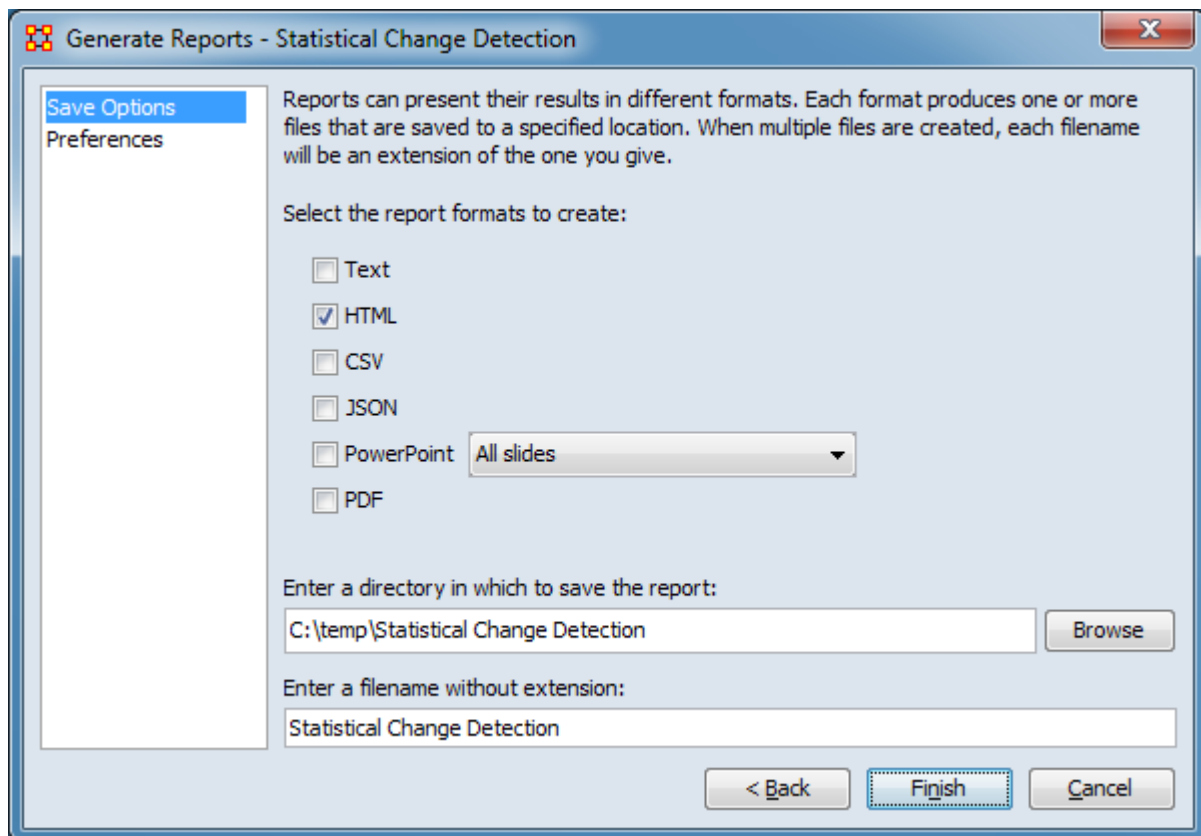 Generate Reports - Statistical Change Detection
Save Options
Preferences
Reports can present their results in different formats. Each format produces one or more
files that are saved to a specified location. When multiple files are created, each filename
will be an extension of the one you give.
Select the report formats to create:
Text
HTML
CSV
JSON
PowerPoint All slides
PDF
Enter a directory in which to save the report:
C:\temp\Statistical Change Detection Browse
Enter a filename without extension:
Statistical Change Detection
< Back Finish Cancel